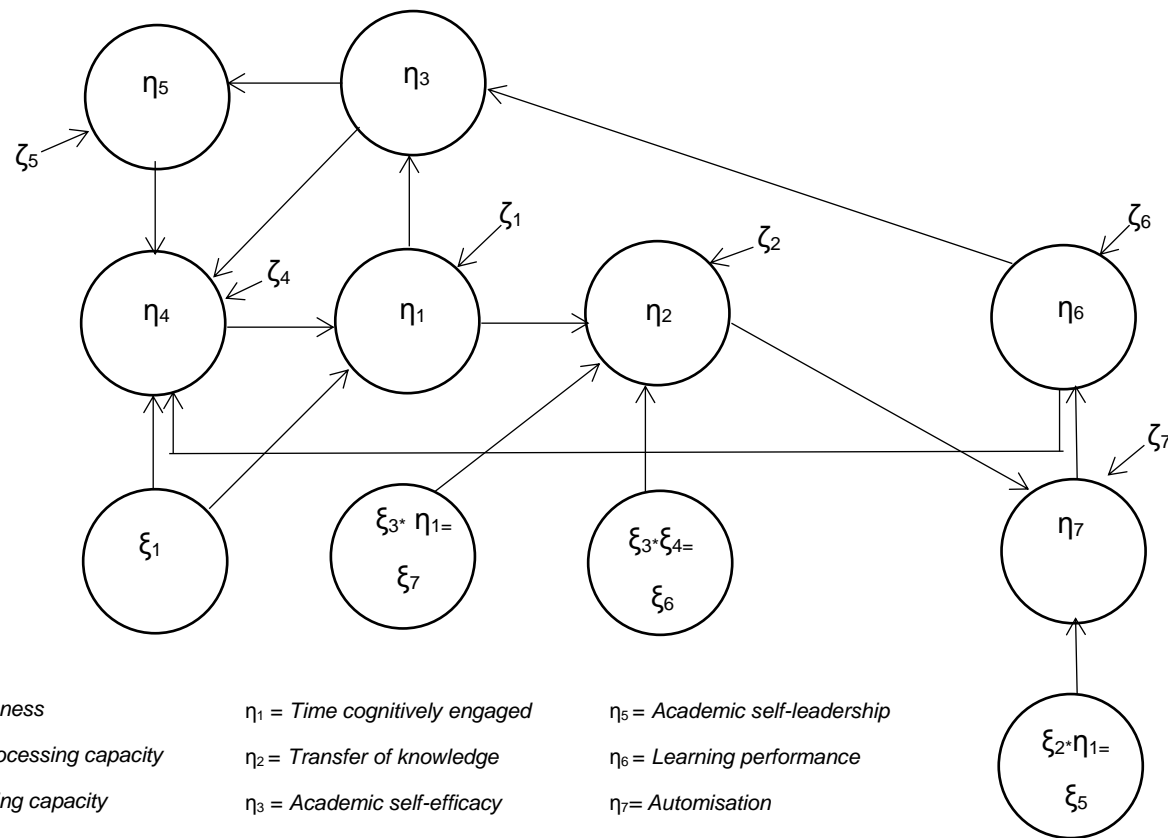 η5
η3
ζ5
ζ1
ζ2
ζ6
ζ4
η4
η1
η2
η6
ζ7
ξ1
ξ3* η1=
ξ7
ξ3*ξ4=
ξ6
η7
ξ2*η1=
ξ5
ness η1 = Time cognitively engaged η5 = Academic self-leadership
ocessing capacity η2 = Transfer of knowledge η6 = Learning performance
ing capacity η3 = Academic self-efficacy η7= Automisation